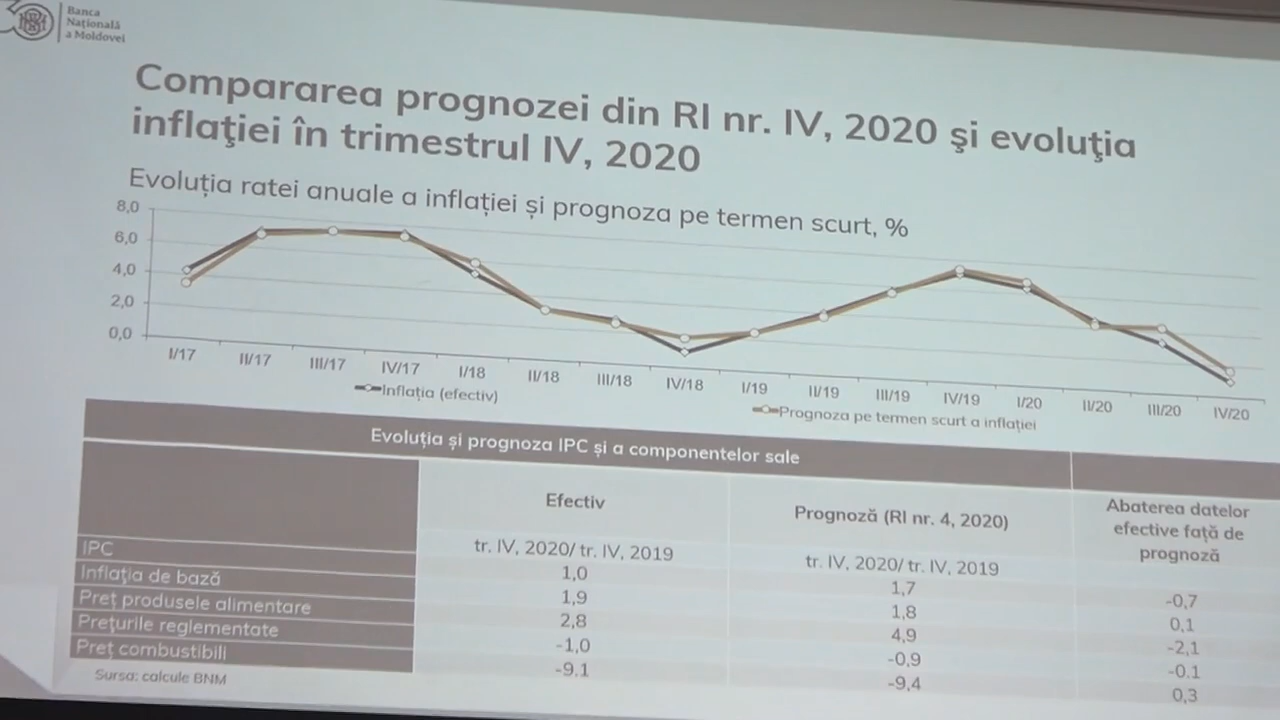 Banca
Națională
a Moldovei
Compararea prognozei din RI nr. IV, 2020 şi evoluţia
inflaţiei în trimestrul IV, 2020
Evoluția ratei anuale a inflației și prognoza pe termen scurt, %
8,0
6,0
4,0
2,0
0,0
I/17 II/17 III/17 IV/17 I/18 II/18 III/18 IV/18 I/19 II/19 III/19 IV/19 I/20 II/20 III/20 IV/20
Inflația (efectiv) Prognoza pe termen scurt a inflației
Evoluția și prognoza IPC și a componentelor sale
Efectiv Prognoză (RI nr. 4, 2020) Abaterea datelor
efective față de
prognoză
tr. IV, 2020/ tr. IV, 2019 tr. IV, 2020/ tr. IV, 2019
IPC 1,0 1,7 -0,7
Inflaţia de bază 1,9 1,8 0,1
Preţ produsele alimentare 2,8 4,9 -2,1
Preţurile reglementate -1,0 -0,9 -0.1
Preț combustibili -9.1 -9,4 0,3
Sursa: calcule BNM